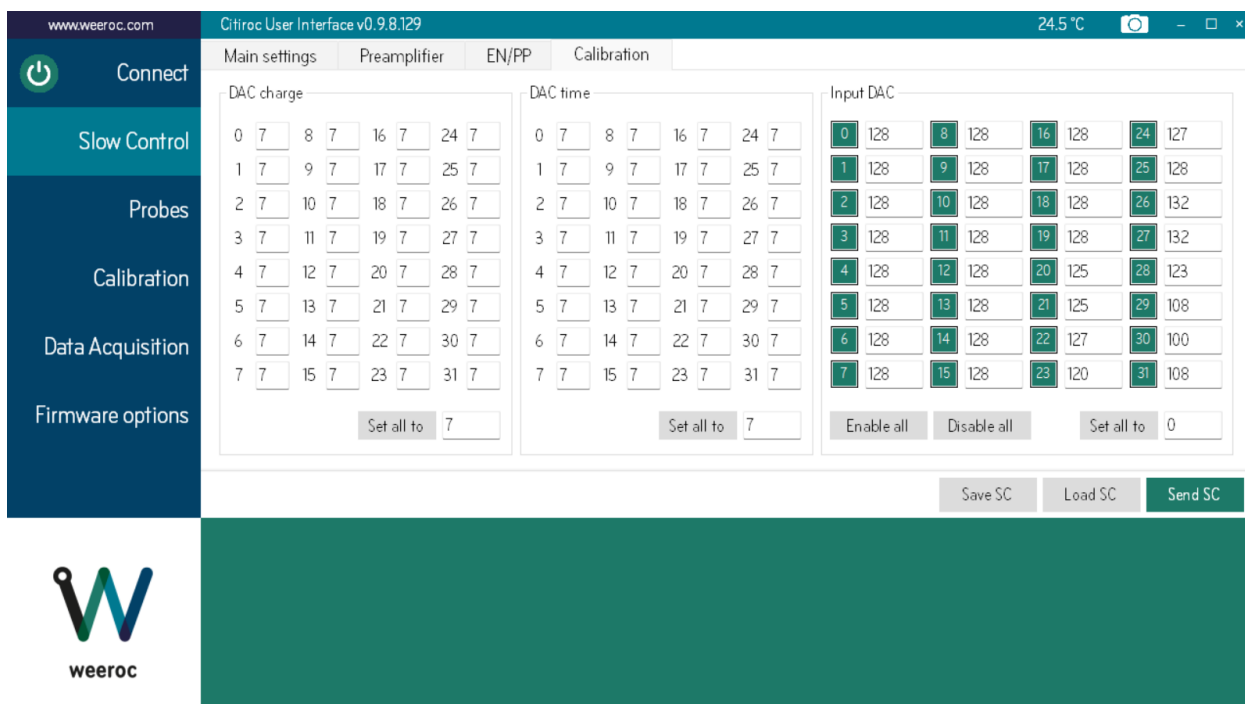 www.weeroc.com Citiroc User Interface v0.9.8.129 24.5 °C
Connect
Slow Control
Probes
Calibration
Data Acquisition
Firmware options
Main settings Preamplifier EN/PP Calibration
DAC charge
0 7 8 7 16 7 24 7
1 7 9 7 17 7 25 7
2 7 10 7 18 7 26 7
3 7 11 7 19 7 27 7
4 7 12 7 20 7 28 7
5 7 13 7 21 7 29 7
6 7 14 7 22 7 30 7
7 7 15 7 23 7 31 7
Set all to 7
DAC time
0 7 8 7 16 7 24 7
1 7 9 7 17 7 25 7
2 7 10 7 18 7 26 7
3 7 11 7 19 7 27 7
4 7 12 7 20 7 28 7
5 7 13 7 21 7 29 7
6 7 14 7 22 7 30 7
7 7 15 7 23 7 31 7
Set all to 7
Input DAC
0 128 8 128 16 128 24 127
1 128 9 128 17 128 25 128
2 128 10 128 18 128 26 132
3 128 11 128 19 128 27 132
4 128 12 128 20 125 28 123
5 128 13 128 21 125 29 108
6 128 14 128 22 127 30 100
7 128 15 128 23 120 31 108
Enable all Disable all Set all to 0
Save SC Load SC Send SC
weeroc